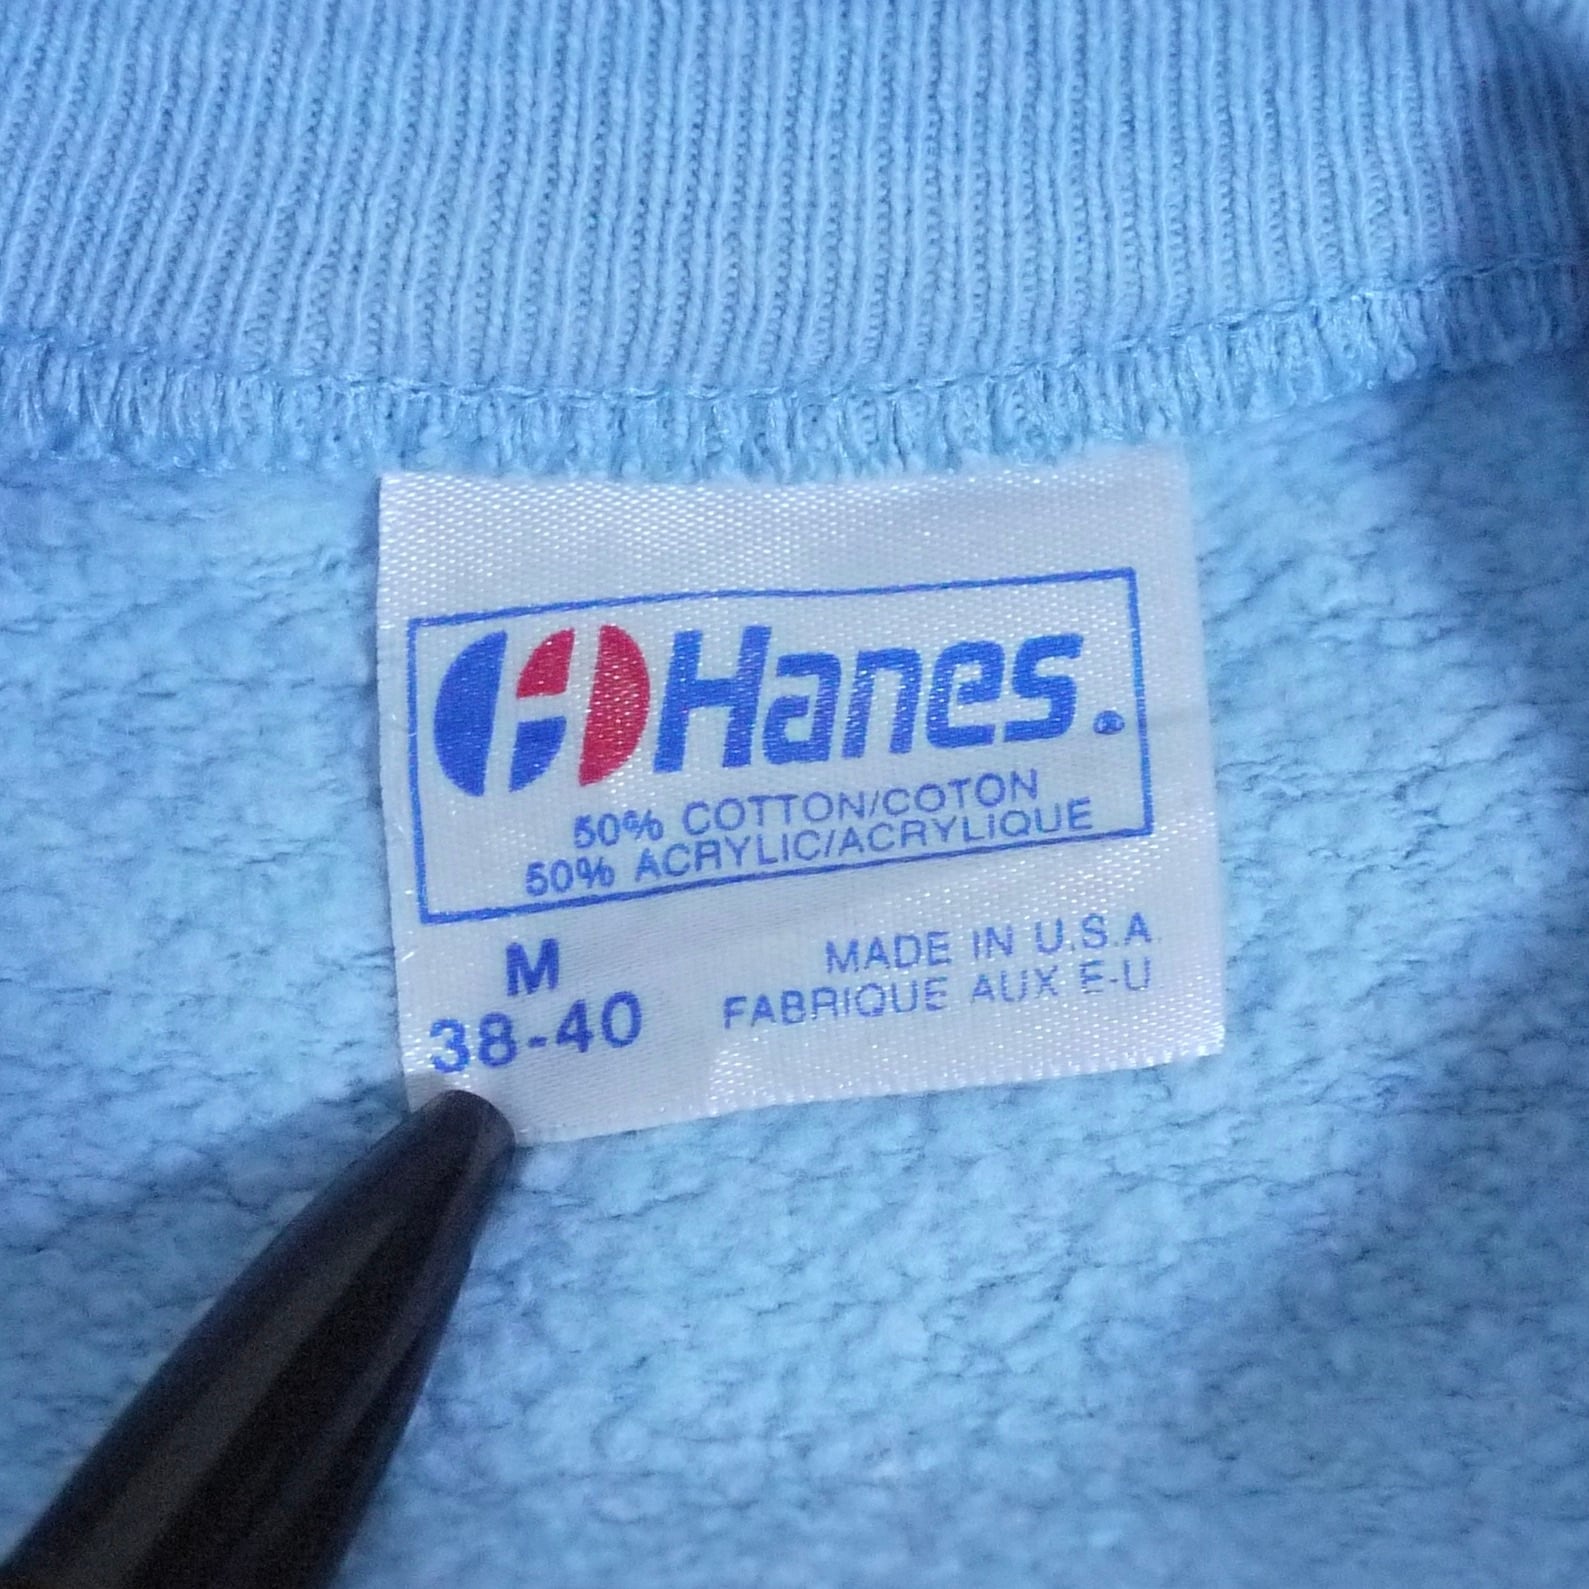 Hanes.®
50% COTTON/COTON
50% ACRYLIC/ACRYLIQUE
M
38-40
MADE IN U.S.A.
FABRIQUE AUX E-U